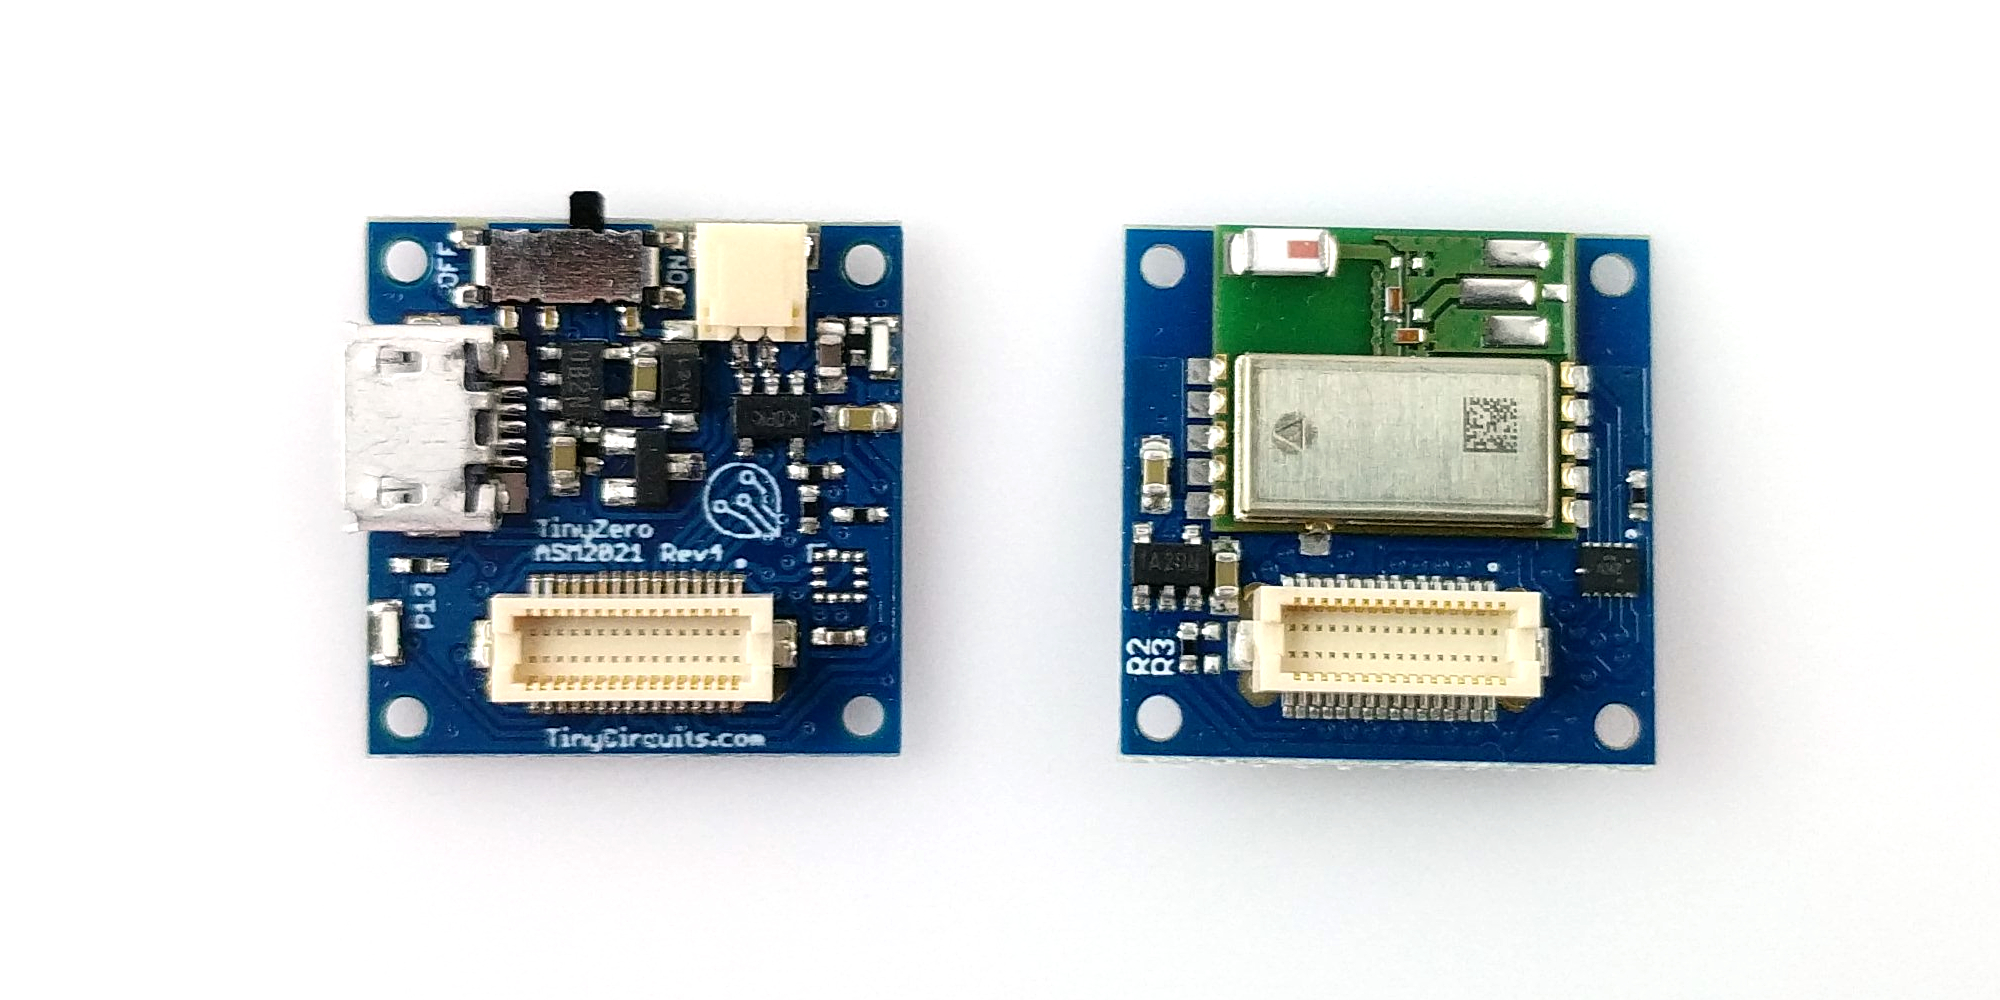 OFF
ON
TinyZero
ASM2021 Rev4
p13
TinyCircuits.com
R2
R3